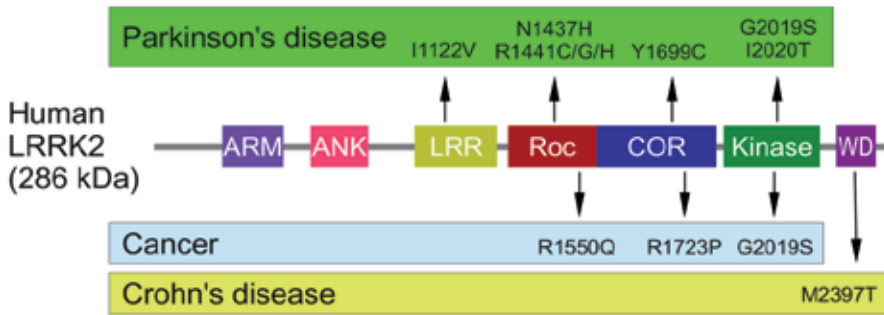 Parkinson's disease
I1122V
N1437H
R1441C/G/H
Y1699C
G2019S
I2020T
Human
LRRK2
(286 kDa)
ARM
ANK
LRR
Roc
COR
Kinase
WD
Cancer
R1550Q
R1723P
G2019S
Crohn's disease
M2397T